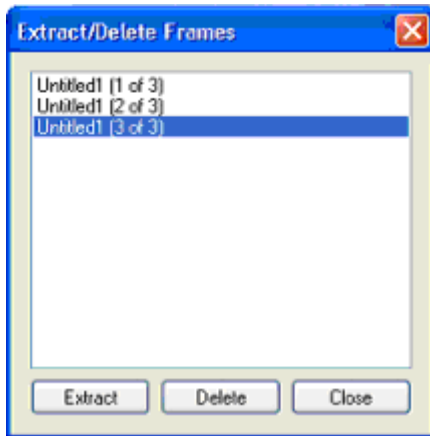 Extract/Delete Frames
Untitled1 (1 of 3)
Untitled1 (2 of 3)
Untitled1 (3 of 3)
Extract Delete Close